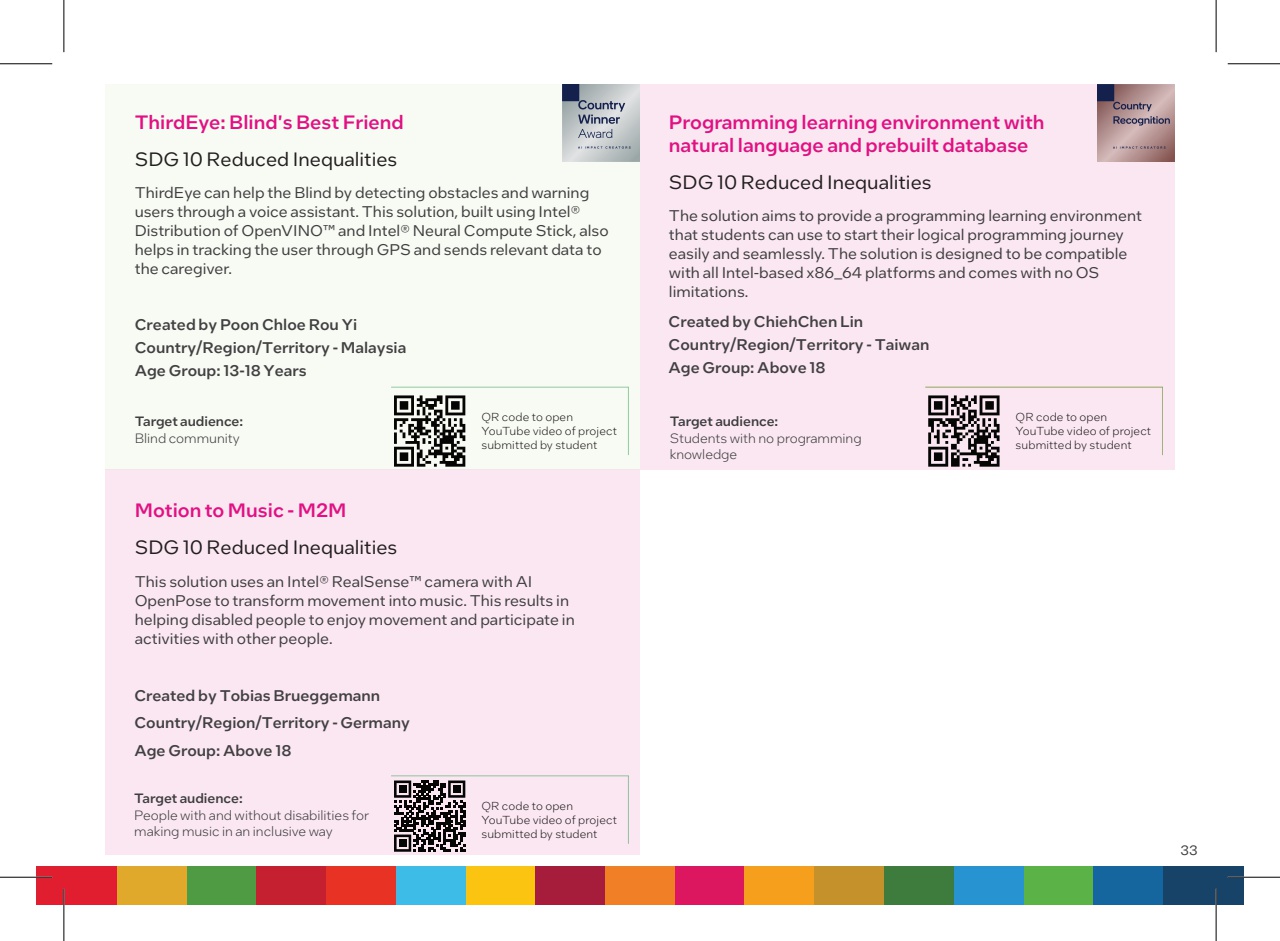 ThirdEye: Blind's Best Friend
Country
Winner
Award
AI IMPACT CREATORS
SDG 10 Reduced Inequalities
ThirdEye can help the Blind by detecting obstacles and warning
users through a voice assistant. This solution, built using Intel®
Distribution of OpenVINO™ and Intel® Neural Compute Stick, also
helps in tracking the user through GPS and sends relevant data to
the caregiver.
Created by Poon Chloe Rou Yi
Country/Region/Territory - Malaysia
Age Group: 13-18 Years
Target audience:
Blind community
QR code to open
YouTube video of project
submitted by student
Programming learning environment with
natural language and prebuilt database
Country
Recognition
AI IMPACT CREATORS
SDG 10 Reduced Inequalities
The solution aims to provide a programming learning environment
that students can use to start their logical programming journey
easily and seamlessly. The solution is designed to be compatible
with all Intel-based x86_64 platforms and comes with no OS
limitations.
Created by ChiehChen Lin
Country/Region/Territory - Taiwan
Age Group: Above 18
Target audience:
Students with no programming
knowledge
QR code to open
YouTube video of project
submitted by student
Motion to Music - M2M
SDG 10 Reduced Inequalities
This solution uses an Intel® RealSense™ camera with AI
OpenPose to transform movement into music. This results in
helping disabled people to enjoy movement and participate in
activities with other people.
Created by Tobias Brueggemann
Country/Region/Territory - Germany
Age Group: Above 18
Target audience:
People with and without disabilities for
making music in an inclusive way
QR code to open
YouTube video of project
submitted by student
33